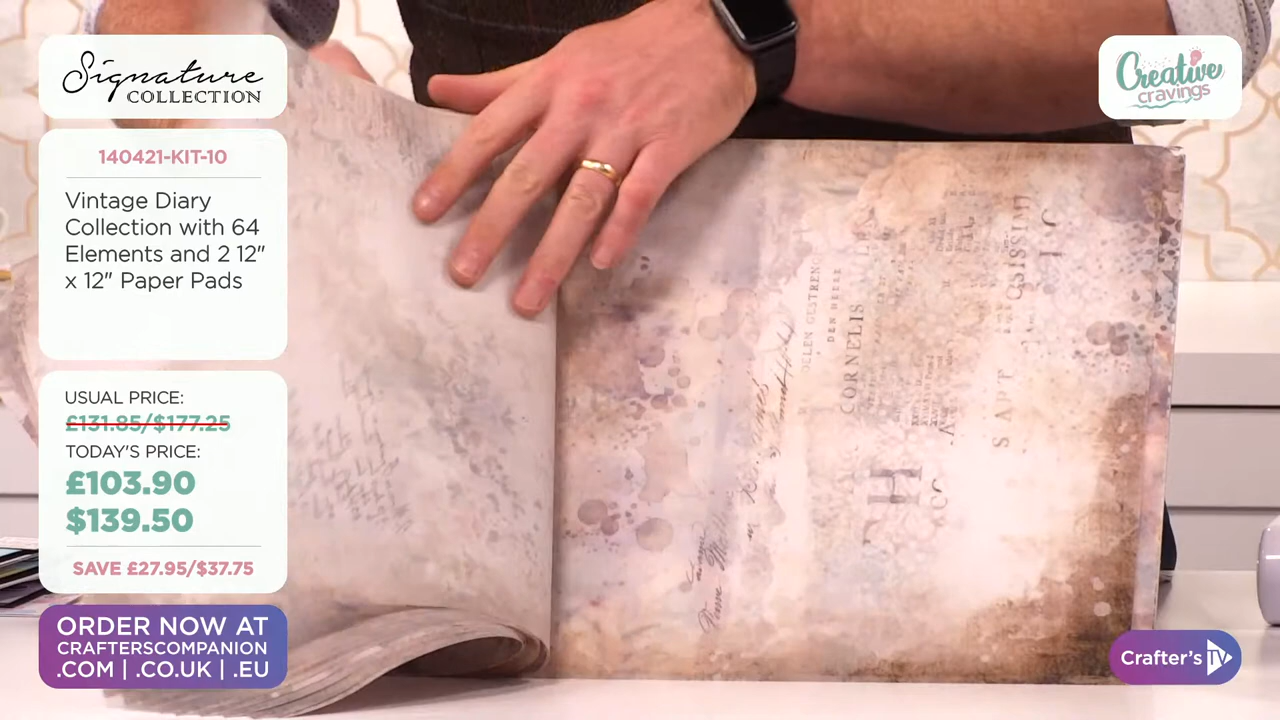 Signature
COLLECTION
140421-KIT-10
Vintage Diary
Collection with 64
Elements and 2 12"
x 12" Paper Pads
USUAL PRICE:
£131.85/$177.25
TODAY'S PRICE:
£103.90
$139.50
SAVE £27.95/$37.75
ORDER NOW AT
CRAFTERSCOMPANION
.COM | .CO.UK | .EU
Creative
cravings
DEN HEERE
CORNELIS
H
Crafter's TV